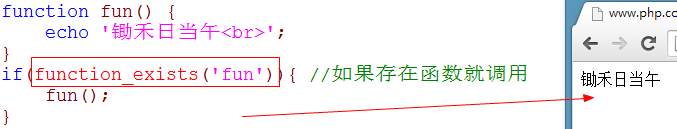 function fun() {
    echo '锄禾日当午<br>';
}
if(function_exists('fun')){ //如果存在函数就调用
    fun();
}
www.php.co
锄禾日当午